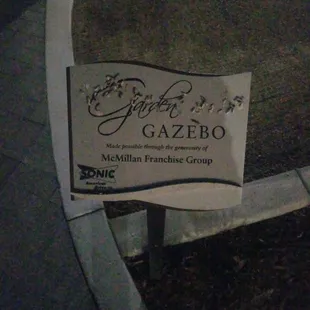 Garden
GAZEBO
Made possible through the generosity of
McMillan Franchise Group
SONIC